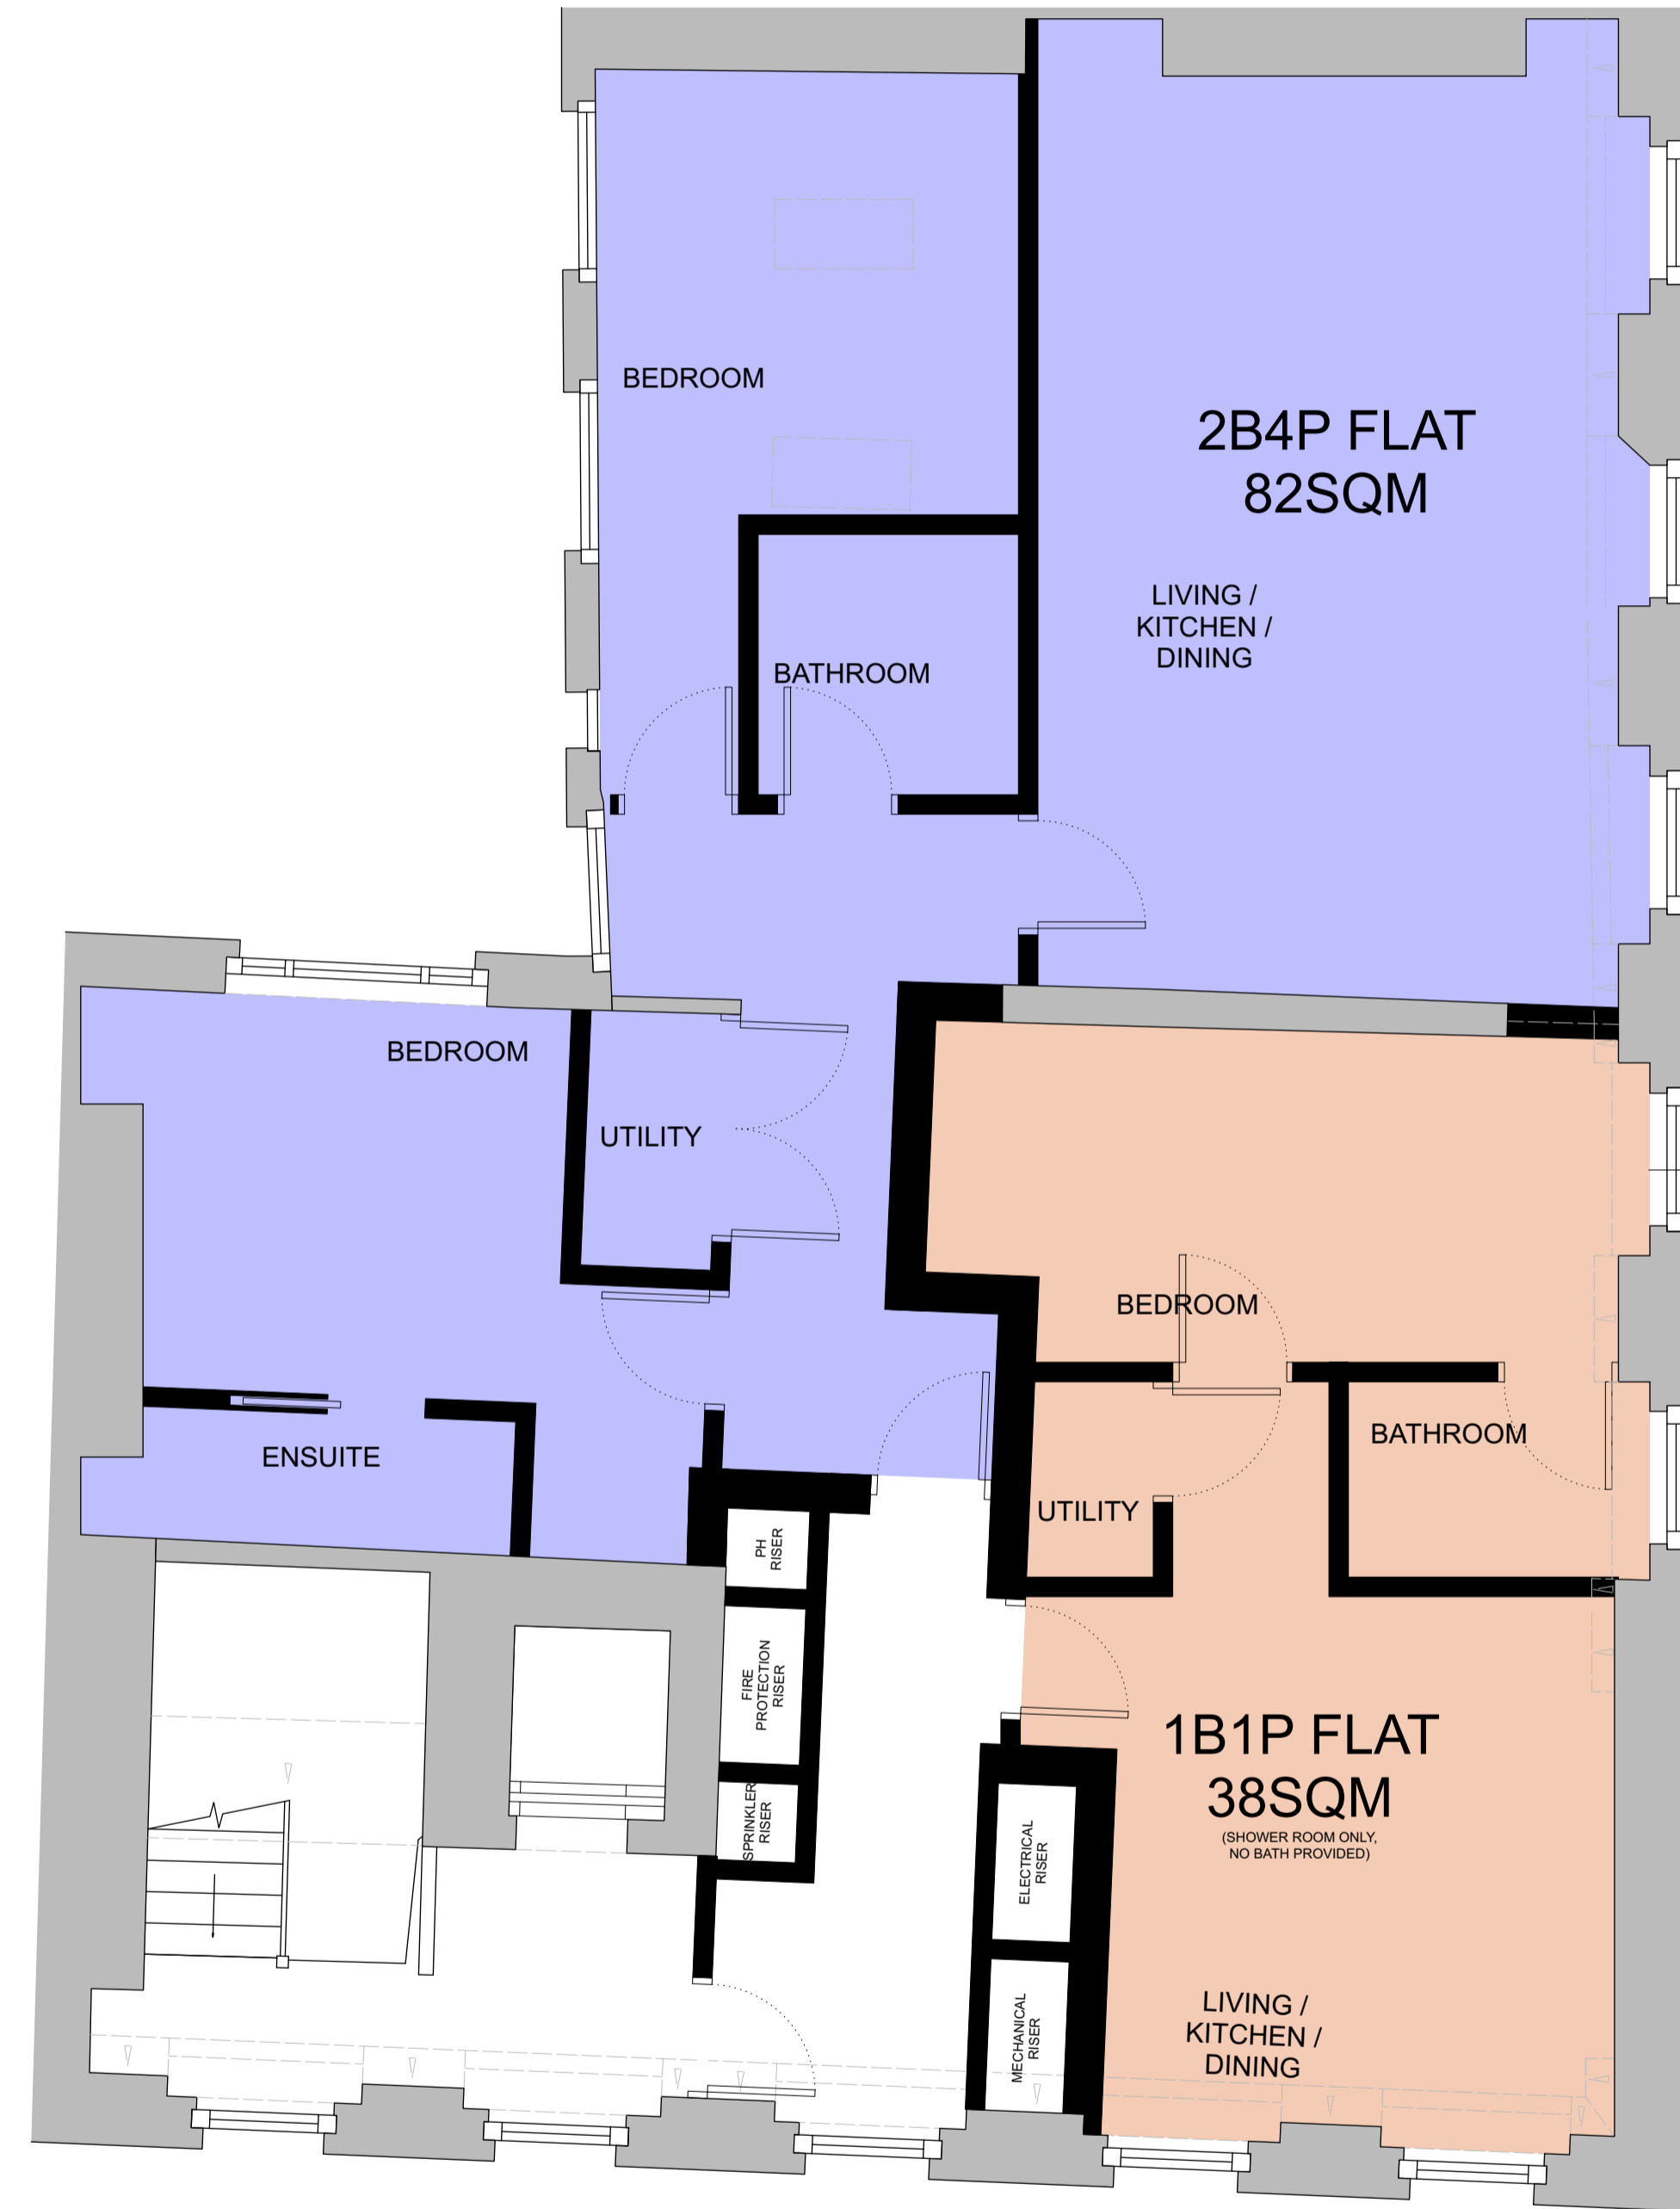 BEDROOM
2B4P FLAT
82SQM
LIVING /
KITCHEN /
DINING
BATHROOM
BEDROOM
UTILITY
BEDROOM
BATHROOM
ENSUITE
UTILITY
PH
RISER
FIRE
PROTECTION
RISER
1B1P FLAT
38SQM
(SHOWER ROOM ONLY,
NO BATH PROVIDED)
SPRINKLER
RISER
ELECTRICAL
RISER
MECHANICAL
RISER
LIVING /
KITCHEN /
DINING